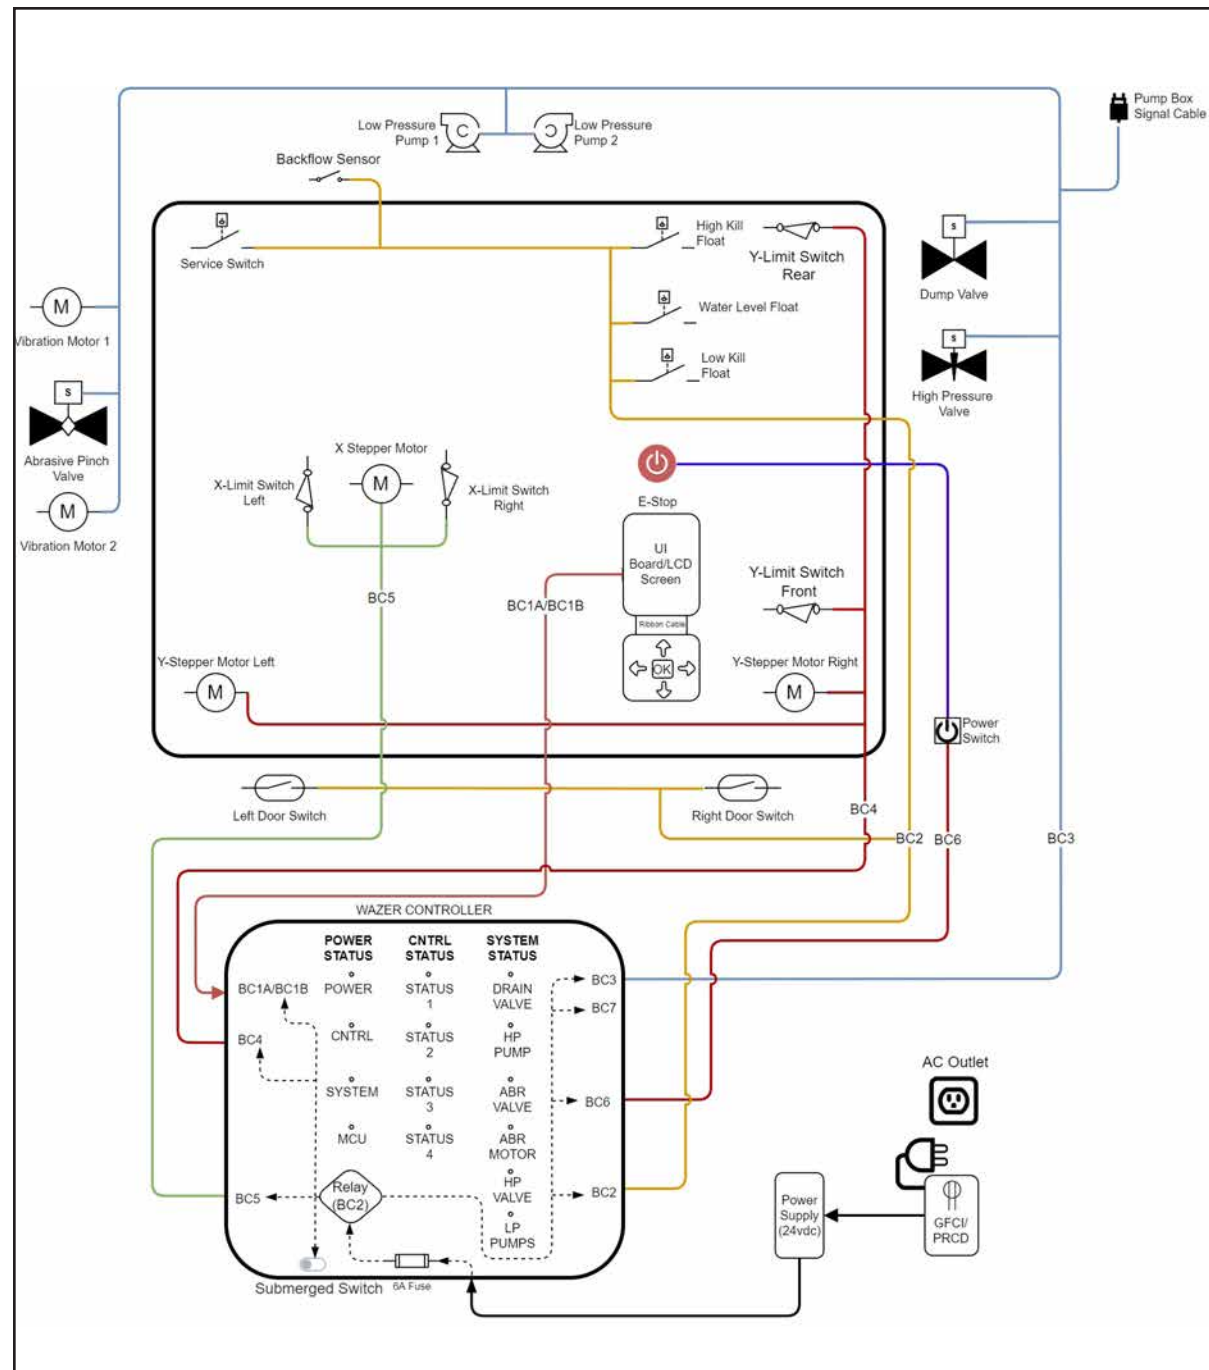 Pump Box
Signal Cable
Low Pressure
Pump 1
Low Pressure
Pump 2
Backflow Sensor
Service Switch
High Kill
Float
Y-Limit Switch
Rear
S
Dump Valve
M
Vibration Motor 1
Water Level Float
S
High Pressure
Valve
Low Kill
Float
S
Abrasive Pinch
Valve
M
Vibration Motor 2
X Stepper Motor
M
X-Limit Switch
Left
X-Limit Switch
Right
E-Stop
UI
Board/LCD
Screen
Ribbon Cable
OK
BC5
BC1A/BC1B
Y-Limit Switch
Front
Y-Stepper Motor Left
M
Y-Stepper Motor Right
M
Power
Switch
Left Door Switch
Right Door Switch
BC4
BC2
BC6
BC3
WAZER CONTROLLER
POWER
STATUS
CNTRL
STATUS
SYSTEM
STATUS
BC1A/BC1B
POWER
STATUS
1
DRAIN
VALVE
BC3
BC7
BC4
CNTRL
STATUS
2
HP
PUMP
SYSTEM
STATUS
3
ABR
VALVE
BC6
MCU
STATUS
4
ABR
MOTOR
BC5
Relay
(BC2)
HP
VALVE
BC2
LP
PUMPS
Submerged Switch
6A Fuse
AC Outlet
Power
Supply
(24vdc)
GFCI/
PRCD